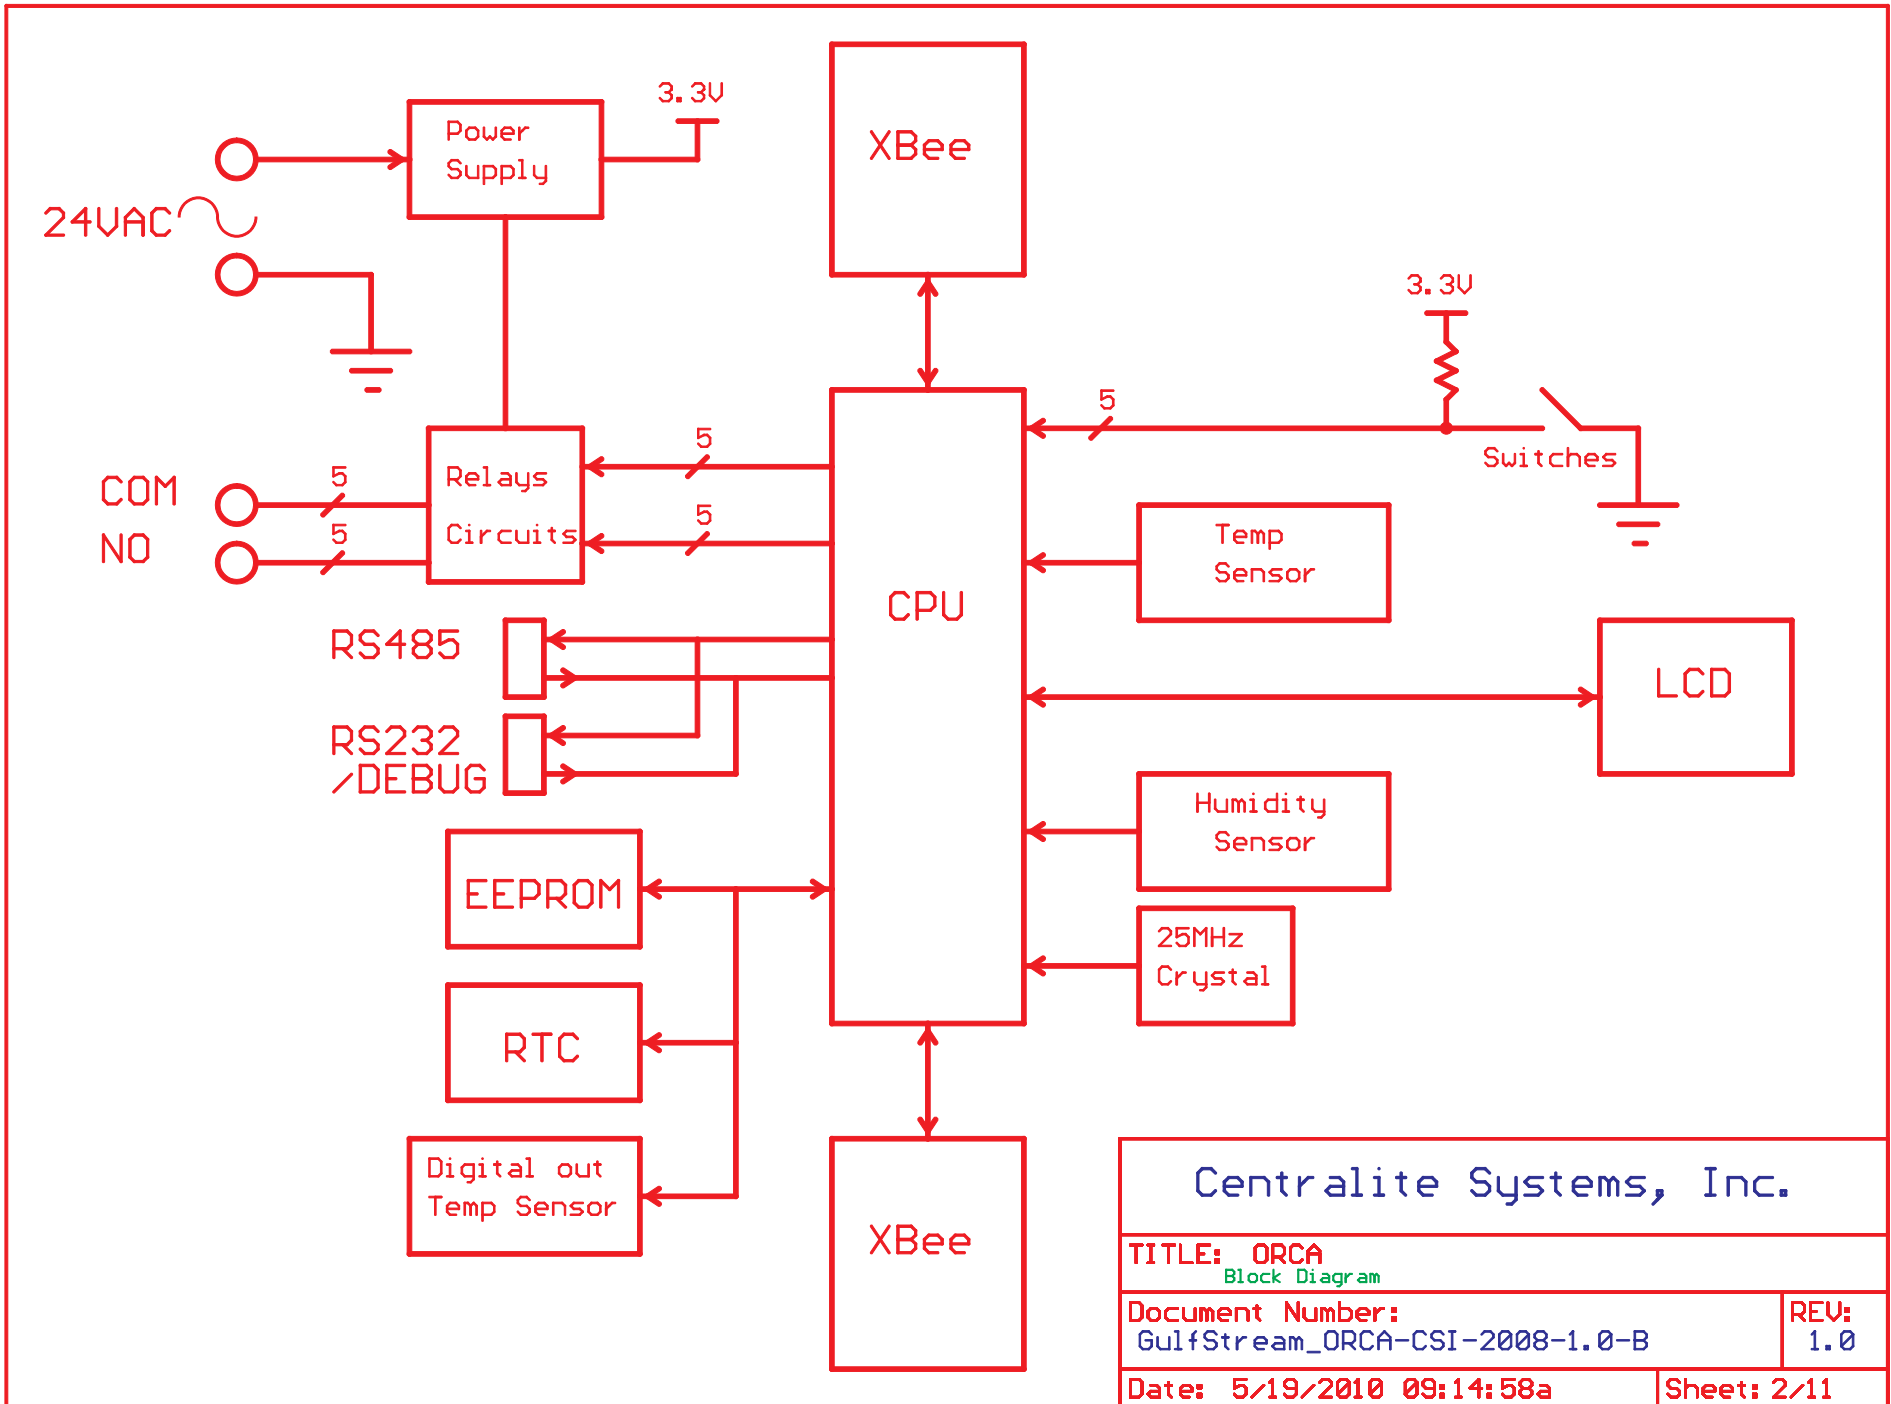 XBee
3.3V
Power
Supply
24VAC
3.3V
5
Switches
5
Relays
Circuits
5
COM
5
NO
5
5
Temp
Sensor
CPU
RS485
LCD
RS232
/DEBUG
Humidity
Sensor
EEPROM
25MHz
Crystal
RTC
Digital out
Temp Sensor
XBee
Centralite Systems, Inc.
TITLE: ORCA
Block Diagram
Document Number:
GulfStream_ORCA-CSI-2008-1.0-B
REV:
1.0
Date: 5/19/2010 09:14:58a
Sheet: 2/11